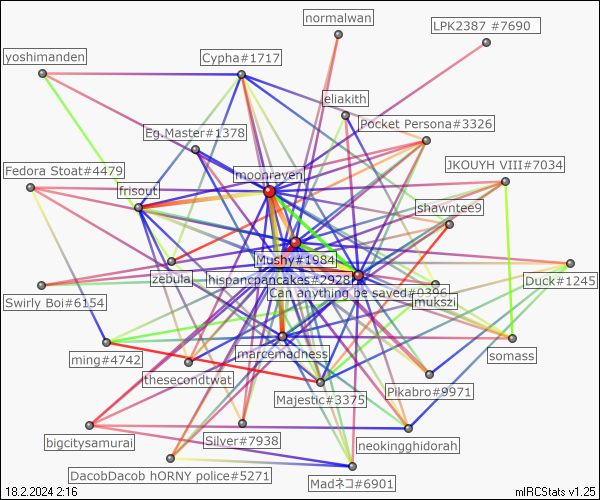 normalwan
LPK2387 #7690
yoshimanden
Cypha#1717
eliakith
Pocket Persona#3326
Eg.Master#1378
Fedora Stoat#4479
moonraven
JKOUYH VIII#7034
frisout
shawntee9
Mushy#1984
zebula
hispancpancakes#2928
Duck#1245
Can anything be saved#0396
Swirly Boi#6154
mukszi
ming#4742
marcemadness
somass
thesecondtwat
Majestic#3375
Pikabro#9971
bigcitysamurai
Silver#7938
neokingghidorah
DacobDacob hORNY police#5271
Madネコ#6901
18.2.2024 2:16
mIRCStats v1.25